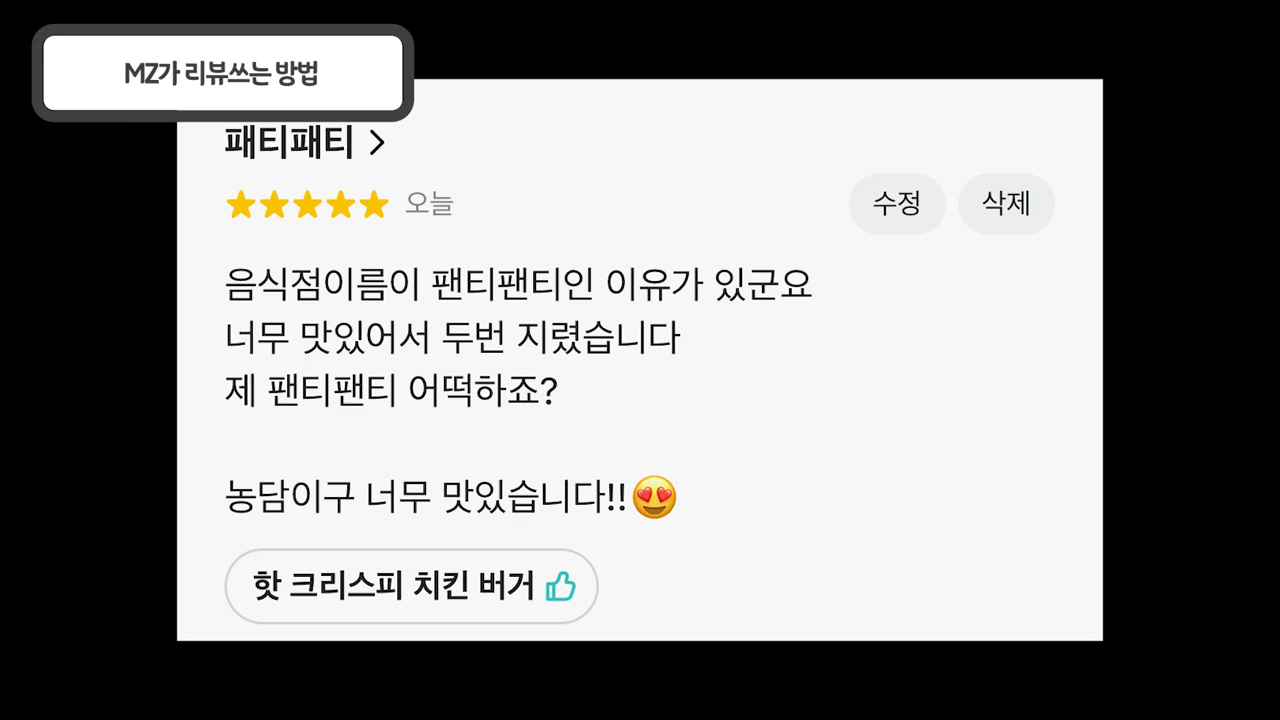 MZ가 리뷰쓰는 방법
패티패티 >
오늘
수정
삭제
음식점이름이 팬티팬티인 이유가 있군요
너무 맛있어서 두번 지렸습니다
제 팬티팬티 어떡하죠?
농담이구 너무 맛있습니다!!😍
핫 크리스피 치킨 버거